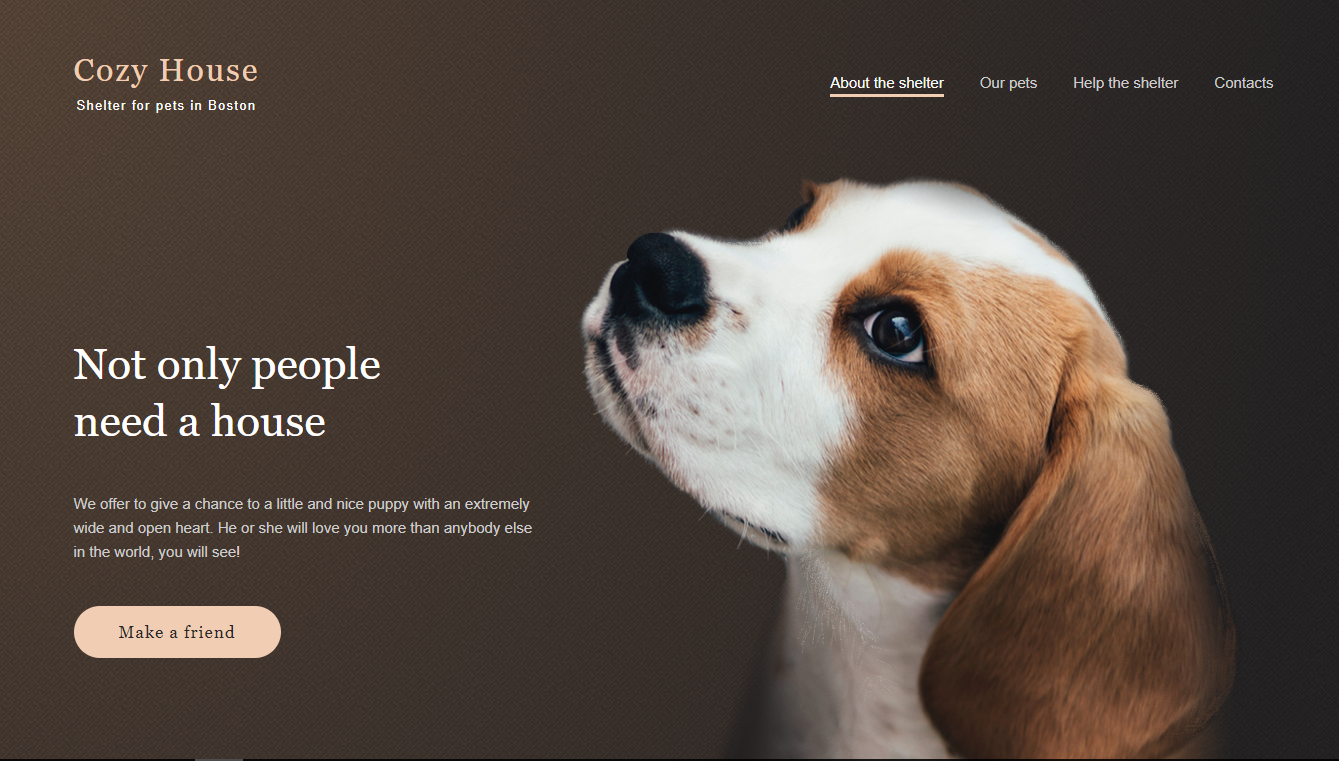 Cozy House
Shelter for pets in Boston
About the shelter
Our pets
Help the shelter
Contacts
Not only people
need a house
We offer to give a chance to a little and nice puppy with an extremely
wide and open heart. He or she will love you more than anybody else
in the world, you will see!
Make a friend